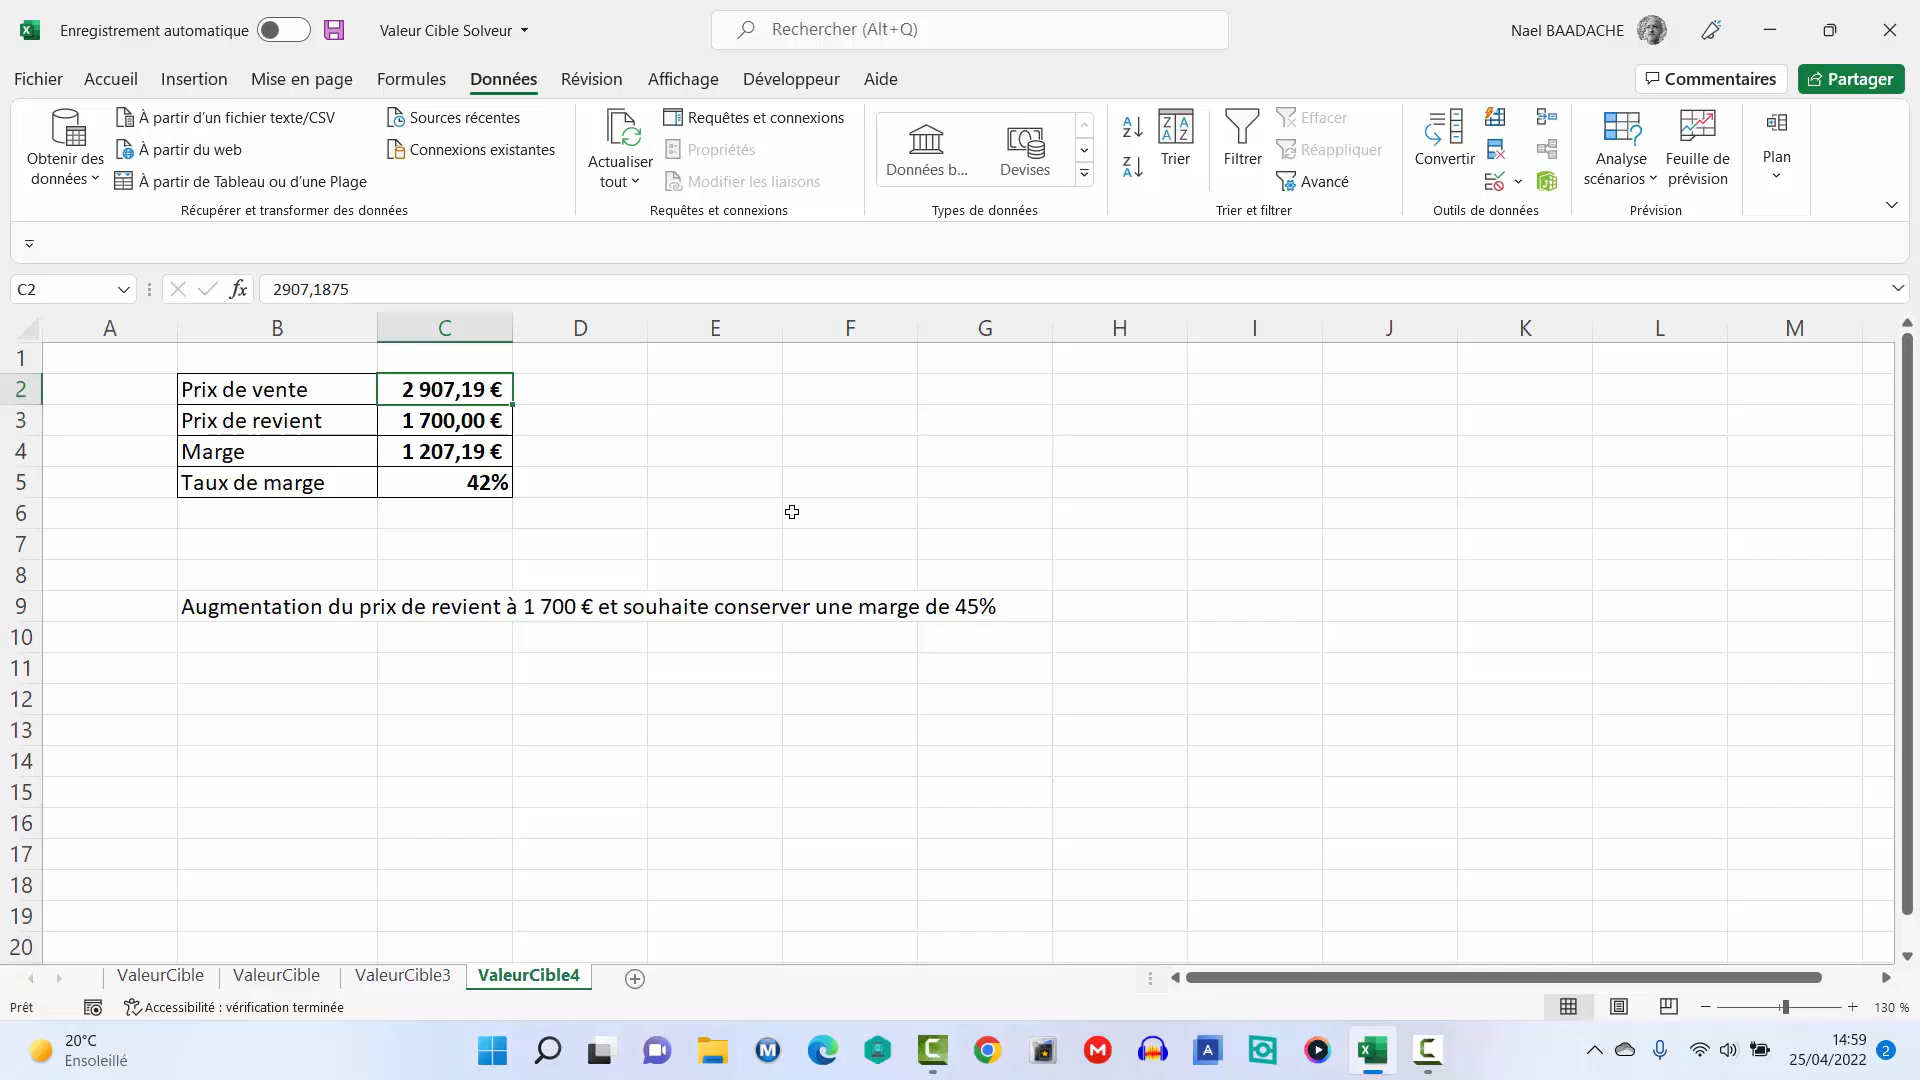 Enregistrement automatique
Valeur Cible Solveur
Rechercher (Alt+Q)
Nael BAADACHE
Fichier Accueil Insertion Mise en page Formules Données Révision Affichage Développeur Aide
Commentaires
Partager
Obtenir des données
À partir d'un fichier texte/CSV
À partir du web
À partir de Tableau ou d'une Plage
Sources récentes
Connexions existantes
Récupérer et transformer des données
Actualiser tout
Requêtes et connexions
Propriétés
Modifier les liaisons
Requêtes et connexions
Données b...
Devises
Types de données
Trier
Filtrer
Effacer
Réappliquer
Avancé
Trier et filtrer
Convertir
Outils de données
Analyse scénarios
Feuille de prévision
Prévision
Plan
C2
fx
2907,1875
A B C D E F G H I J K L M
1
2 Prix de vente 2 907,19 €
3 Prix de revient 1 700,00 €
4 Marge 1 207,19 €
5 Taux de marge 42%
6
7
8
9 Augmentation du prix de revient à 1 700 € et souhaite conserver une marge de 45%
10
11
12
13
14
15
16
17
18
19
20
ValeurCible ValeurCible ValeurCible3 ValeurCible4
Prêt
Accessibilité : vérification terminée
130 %
20°C
Ensoleillé
14:59
25/04/2022
2